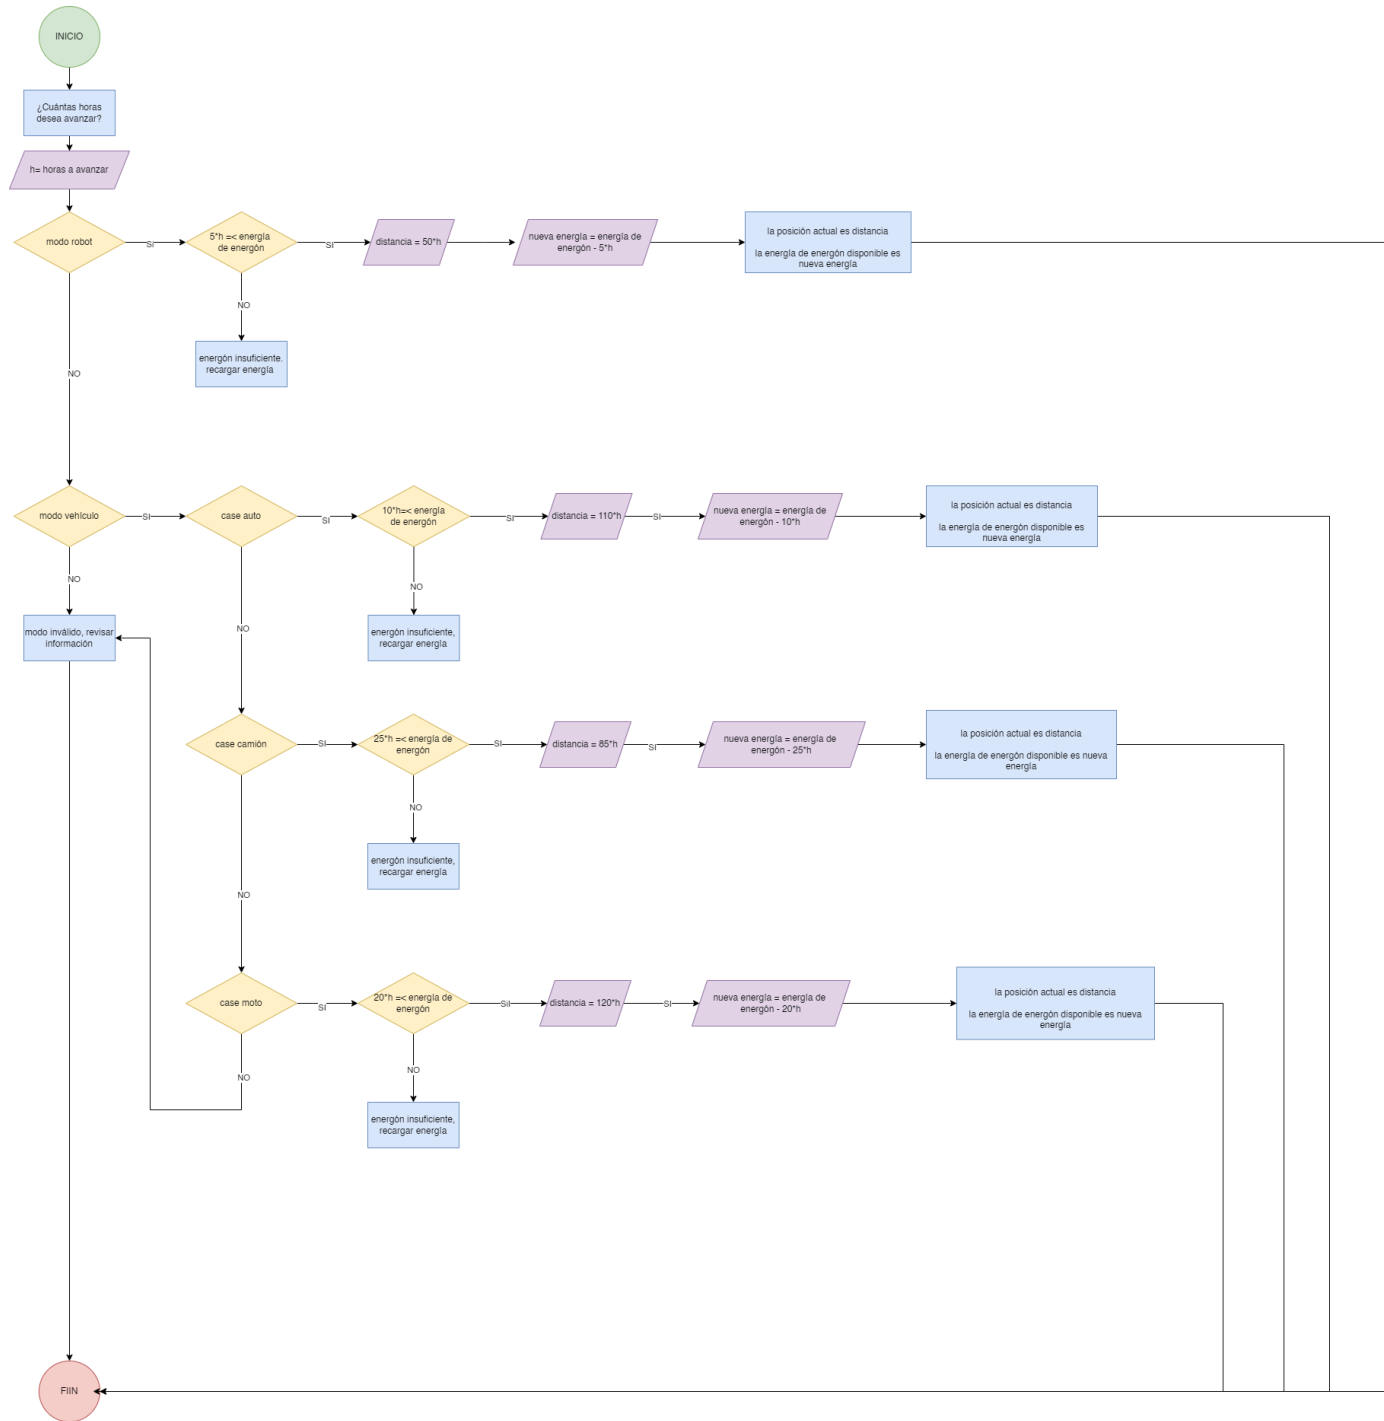 INICIO
¿Cuántas horas
desea avanzar?
h= horas a avanzar
modo robot
SI
5*h =< energía
de energón
SI
distancia = 50*h
nueva energía = energía de
energón - 5*h
la posición actual es distancia
la energía de energón disponible es
nueva energía
NO
energón insuficiente.
recargar energía
NO
modo vehículo
SI
case auto
SI
10*h=< energía
de energón
SI
distancia = 110*h
SI
nueva energía = energía de
energón - 10*h
la posición actual es distancia
la energía de energón disponible es
nueva energía
NO
NO
energón insuficiente,
recargar energía
modo inválido, revisar
información
NO
case camión
SI
25*h =< energía de
energón
SI
distancia = 85*h
SI
nueva energía = energía de
energón - 25*h
la posición actual es distancia
la energía de energón disponible es nueva
energía
NO
energón insuficiente,
recargar energía
NO
case moto
SI
20*h =< energía de
energón
SiI
distancia = 120*h
SI
nueva energía = energía de
energón - 20*h
la posición actual es distancia
la energía de energón disponible es nueva
energía
NO
NO
energón insuficiente,
recargar energía
FIIN